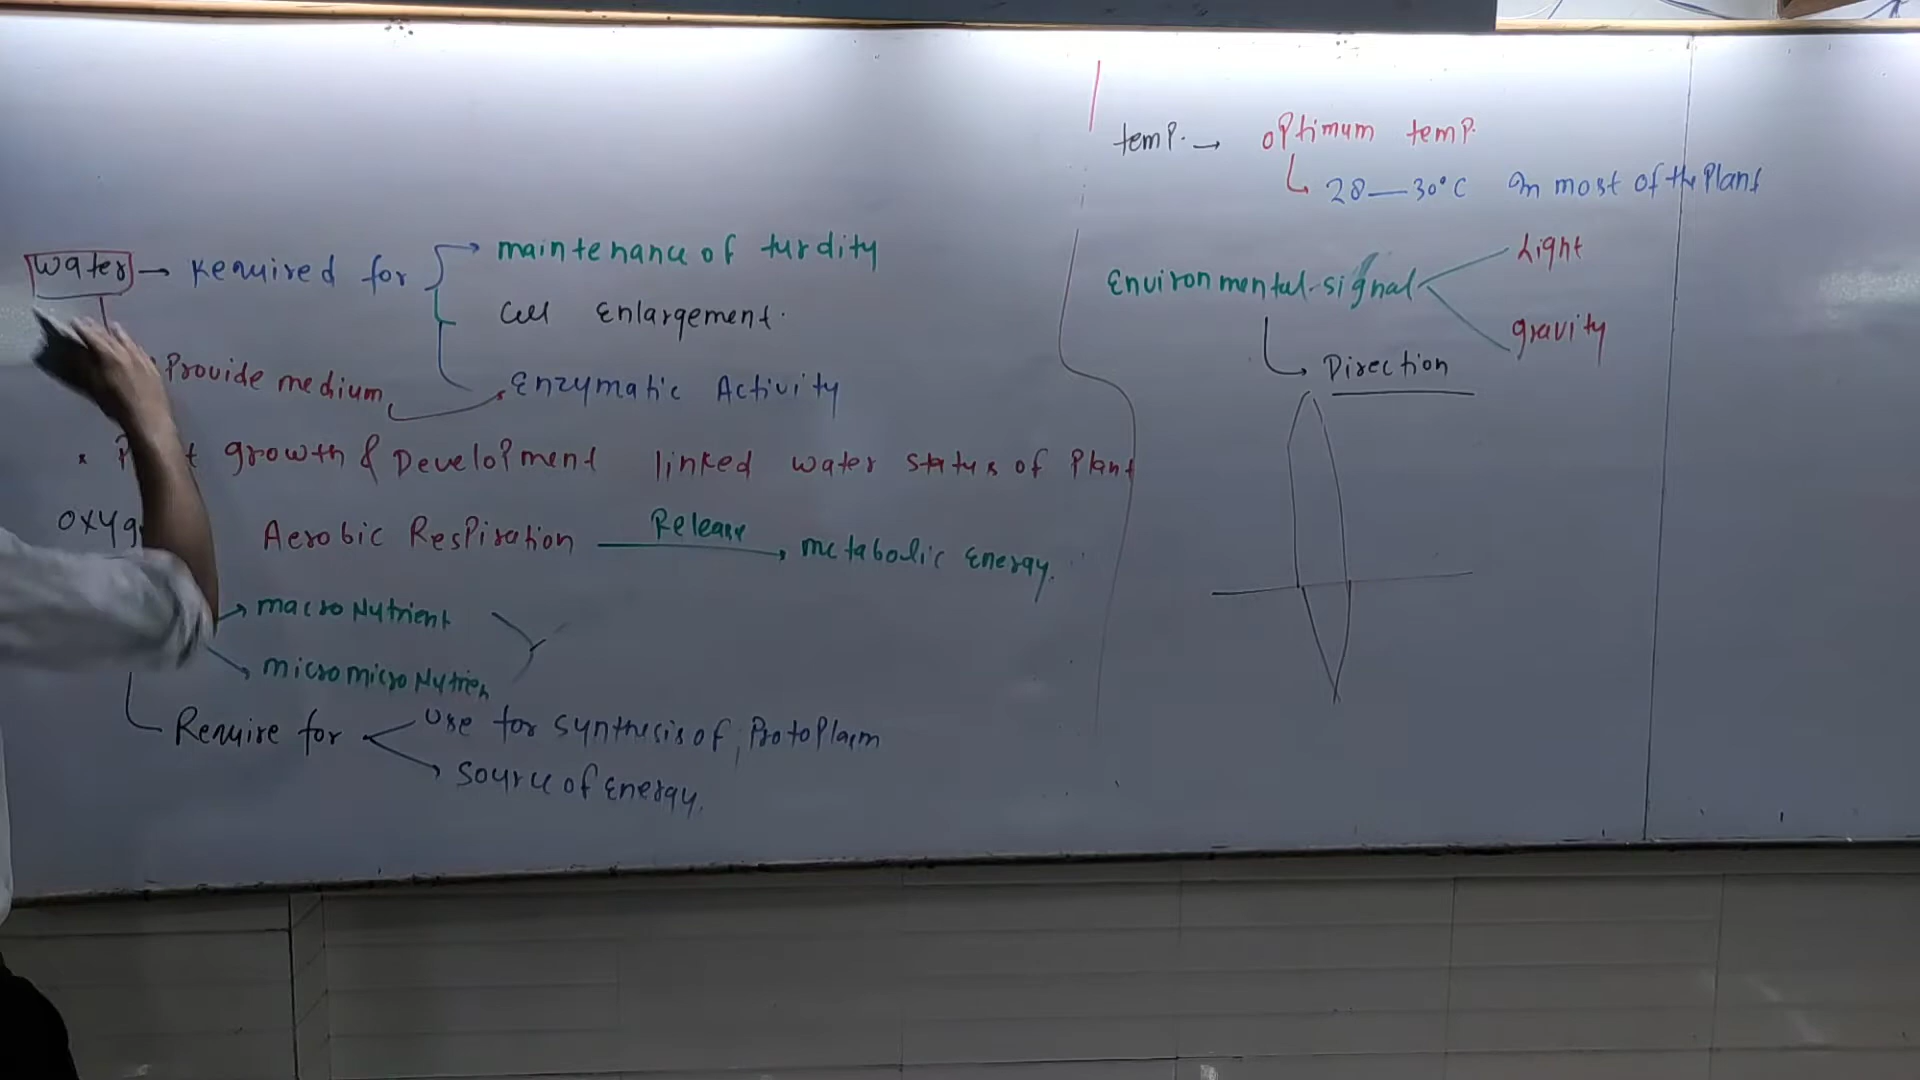 Water → Required for → maintenance of turdity
Cell Enlargement.
Provide medium → Enzymatic Activity
growth & Development linked water status of Plant
Aerobic Respiration Release → metabolic Energy.
→ macro Nutrient
→ micro micro Nutrien
Require for Use for synthesis of Protoplasm
→ Source of Energy.
temp. → Optimum temp.
28—30°C In most of the Plant
Environmental-signal
Light
gravity
→ Direction